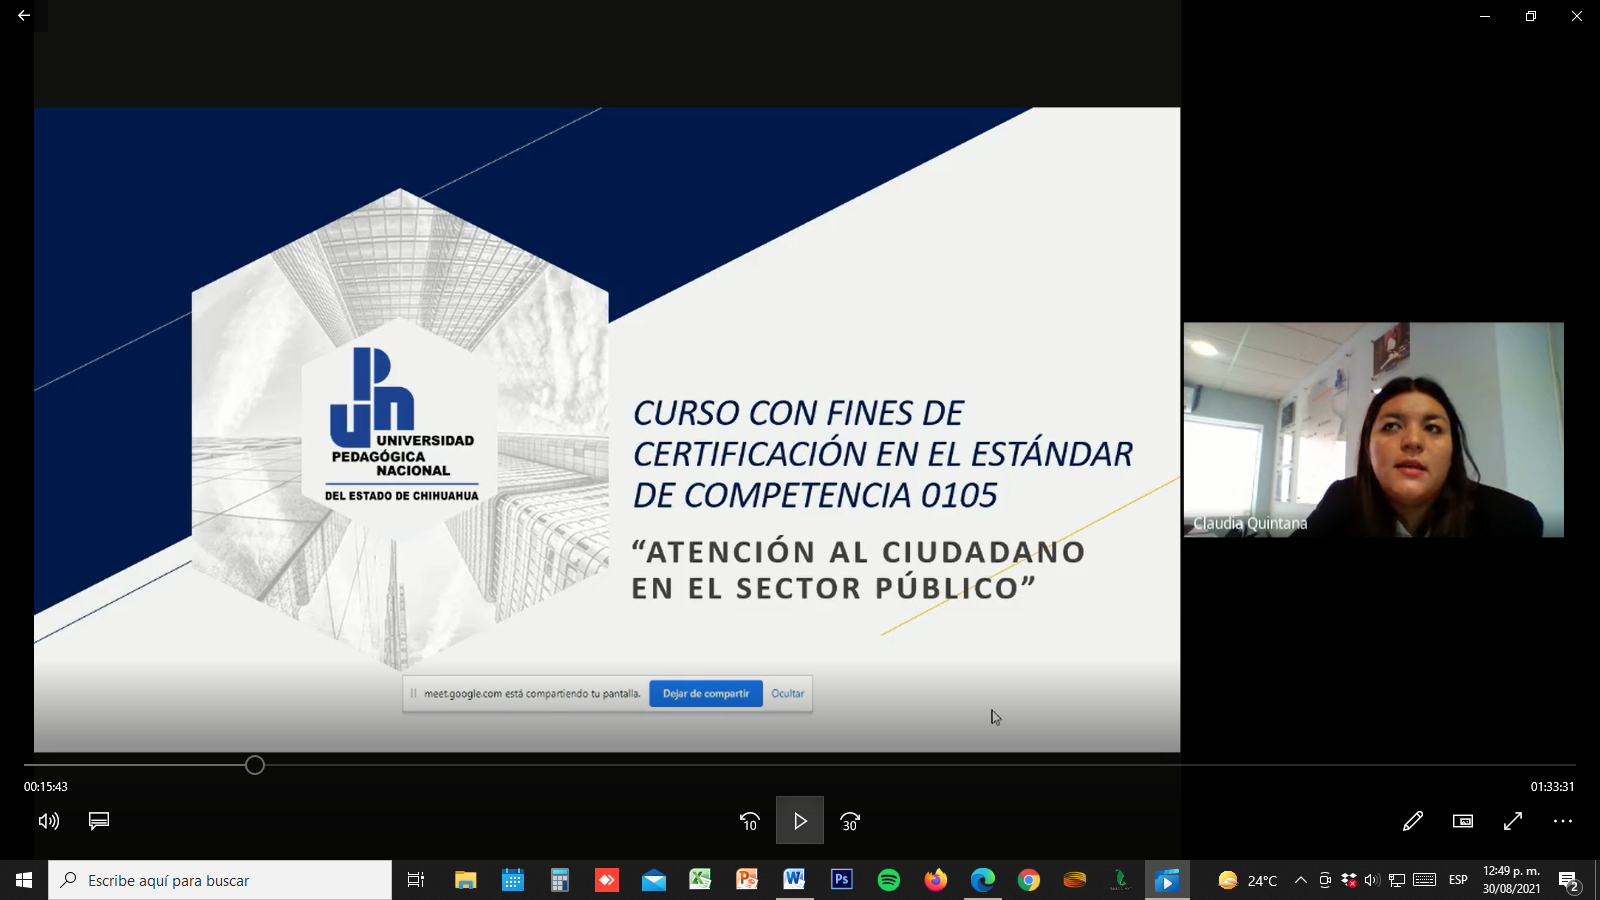 UPN
UNIVERSIDAD
PEDAGÓGICA
NACIONAL
DEL ESTADO DE CHIHUAHUA
CURSO CON FINES DE
CERTIFICACIÓN EN EL ESTÁNDAR
DE COMPETENCIA 0105
“ATENCIÓN AL CIUDADANO
EN EL SECTOR PÚBLICO”
Claudia Quintana
meet.google.com está compartiendo tu pantalla.
Dejar de compartir
Ocultar
00:15:43
01:33:31
10
30
Escribe aquí para buscar
Ps
24°C
ESP
12:49 p. m.
30/08/2021
2